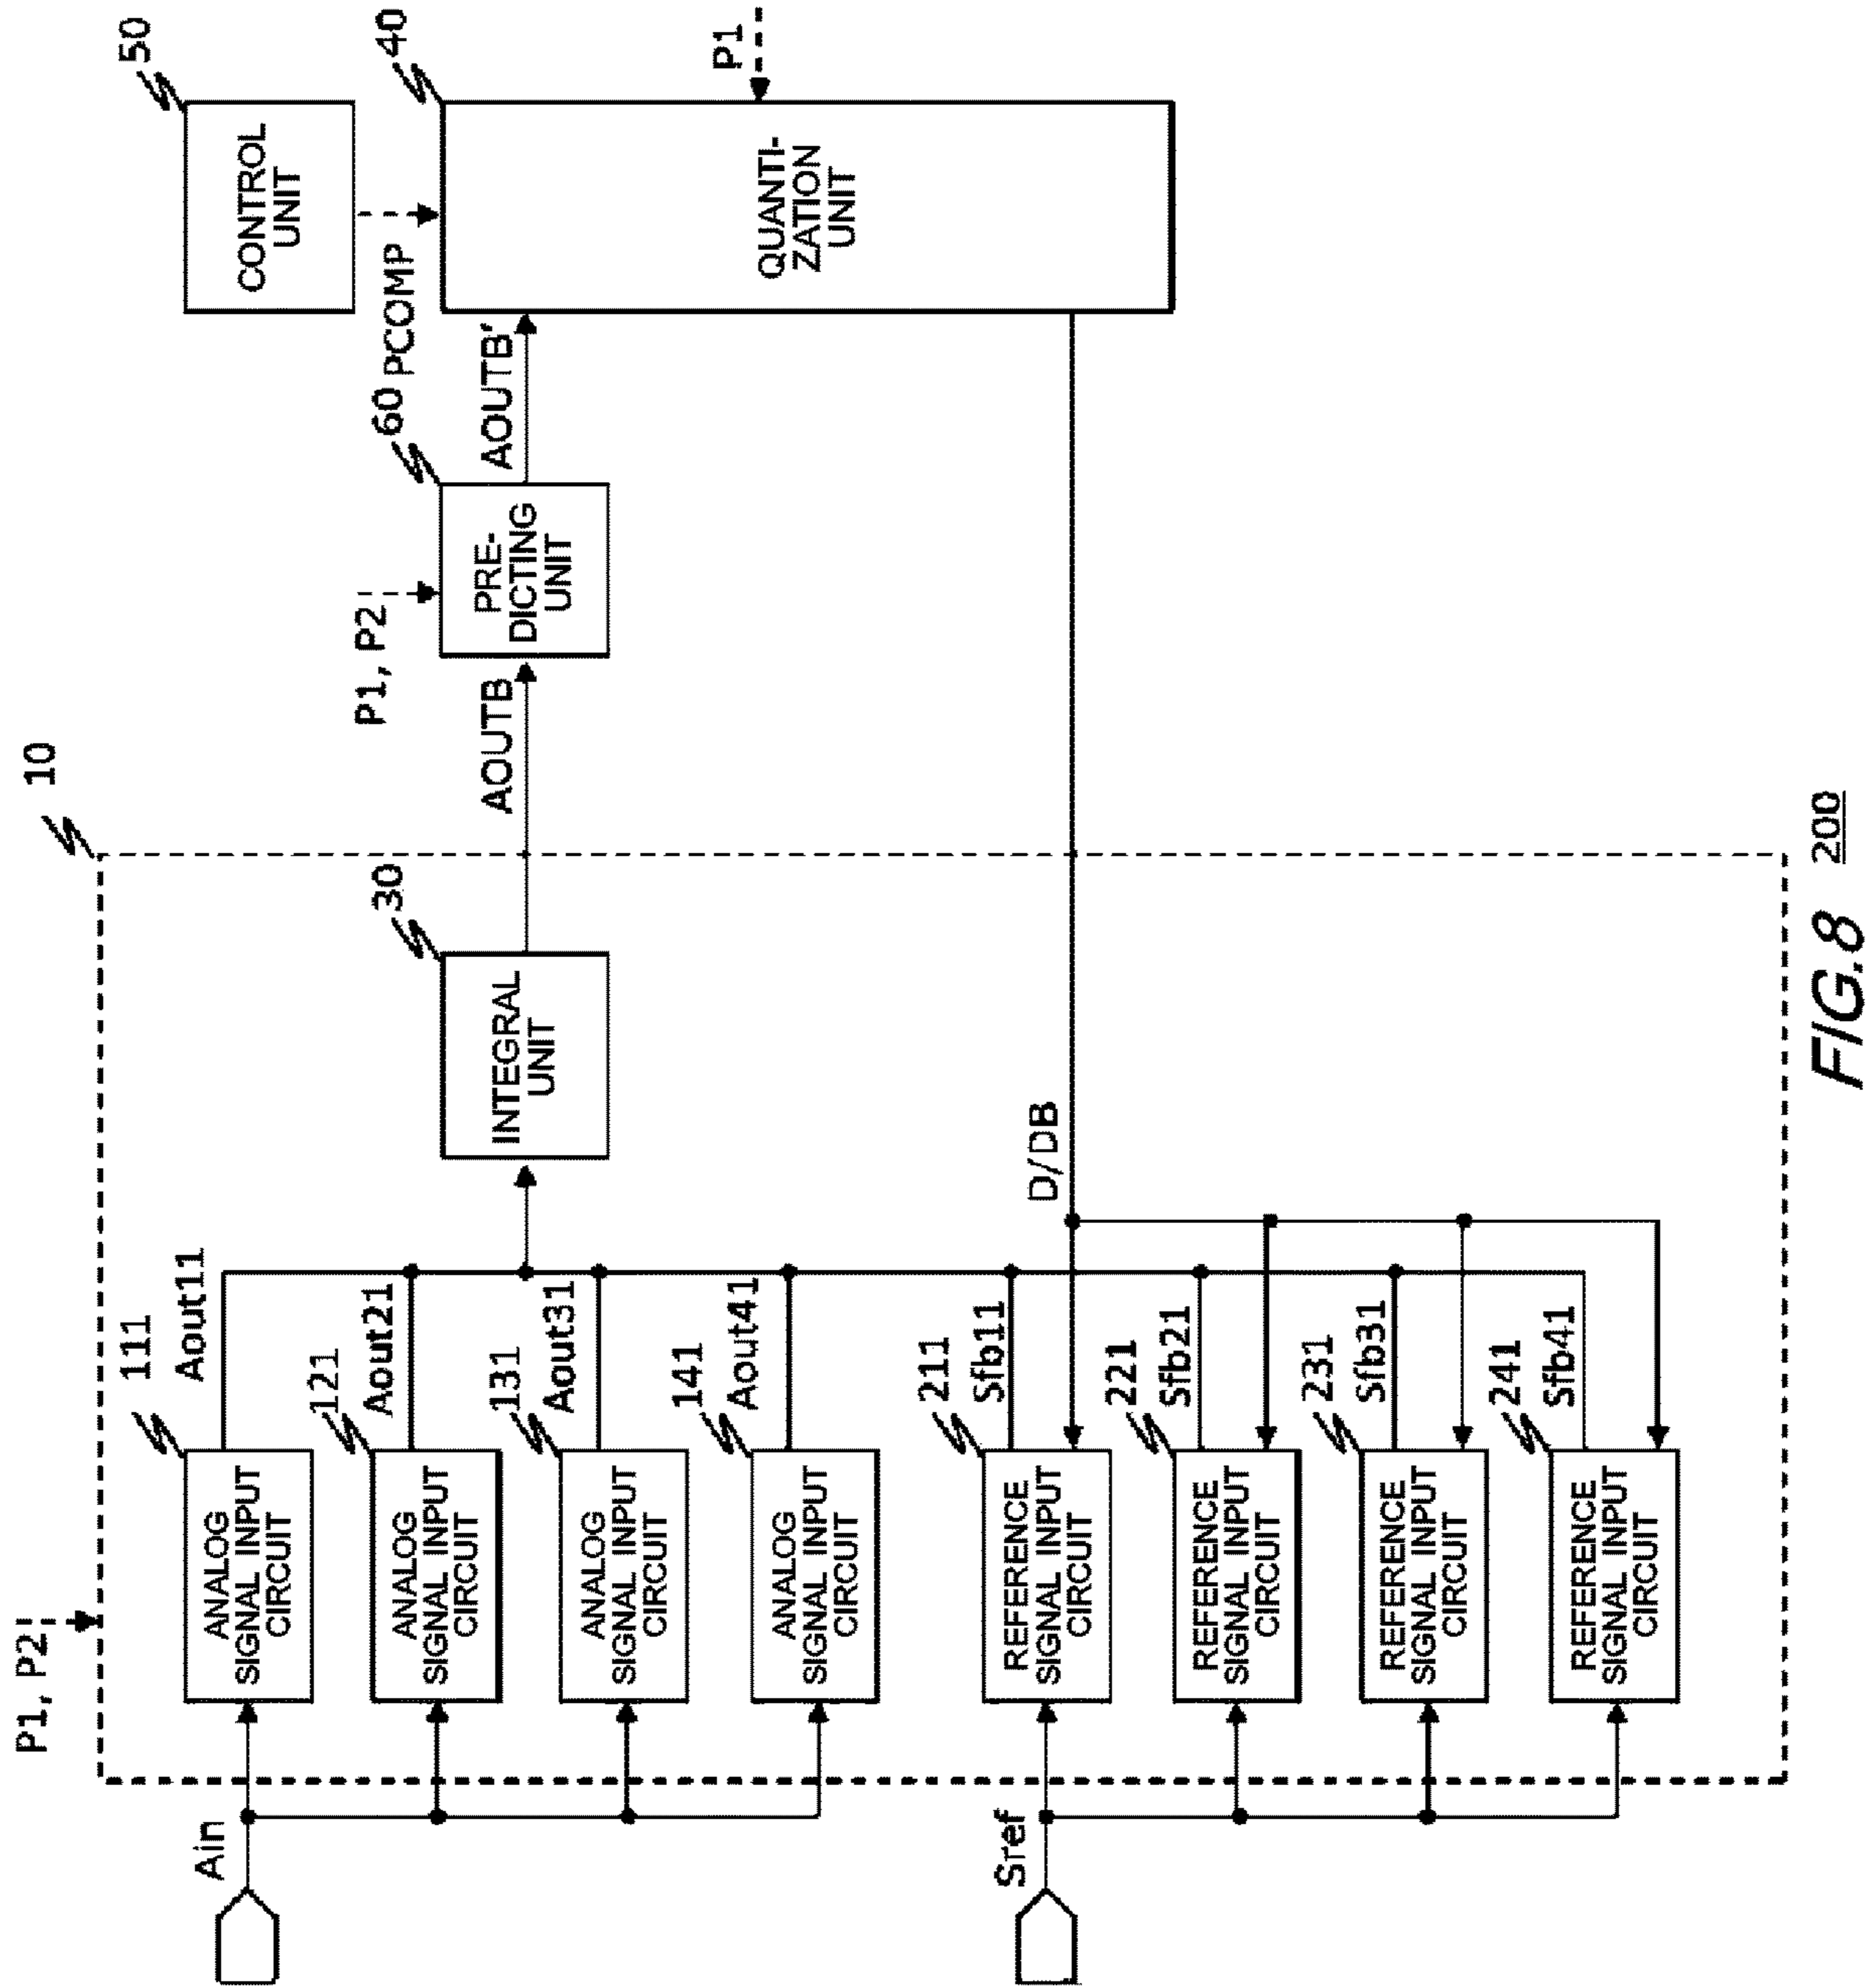 P1, P2
10
50
CONTROL
UNIT
PCOMP
40
QUANTI-
ZATION
UNIT
P1
60
P1, P2
PRE-
DICTING
UNIT
AOUTB
AOUTB'
30
INTEGRAL
UNIT
Ain
111
Aout11
ANALOG
SIGNAL INPUT
CIRCUIT
121
Aout21
ANALOG
SIGNAL INPUT
CIRCUIT
131
Aout31
ANALOG
SIGNAL INPUT
CIRCUIT
141
Aout41
ANALOG
SIGNAL INPUT
CIRCUIT
Sref
D/DB
211
Sfb11
REFERENCE
SIGNAL INPUT
CIRCUIT
221
Sfb21
REFERENCE
SIGNAL INPUT
CIRCUIT
231
Sfb31
REFERENCE
SIGNAL INPUT
CIRCUIT
241
Sfb41
REFERENCE
SIGNAL INPUT
CIRCUIT
FIG.8 200